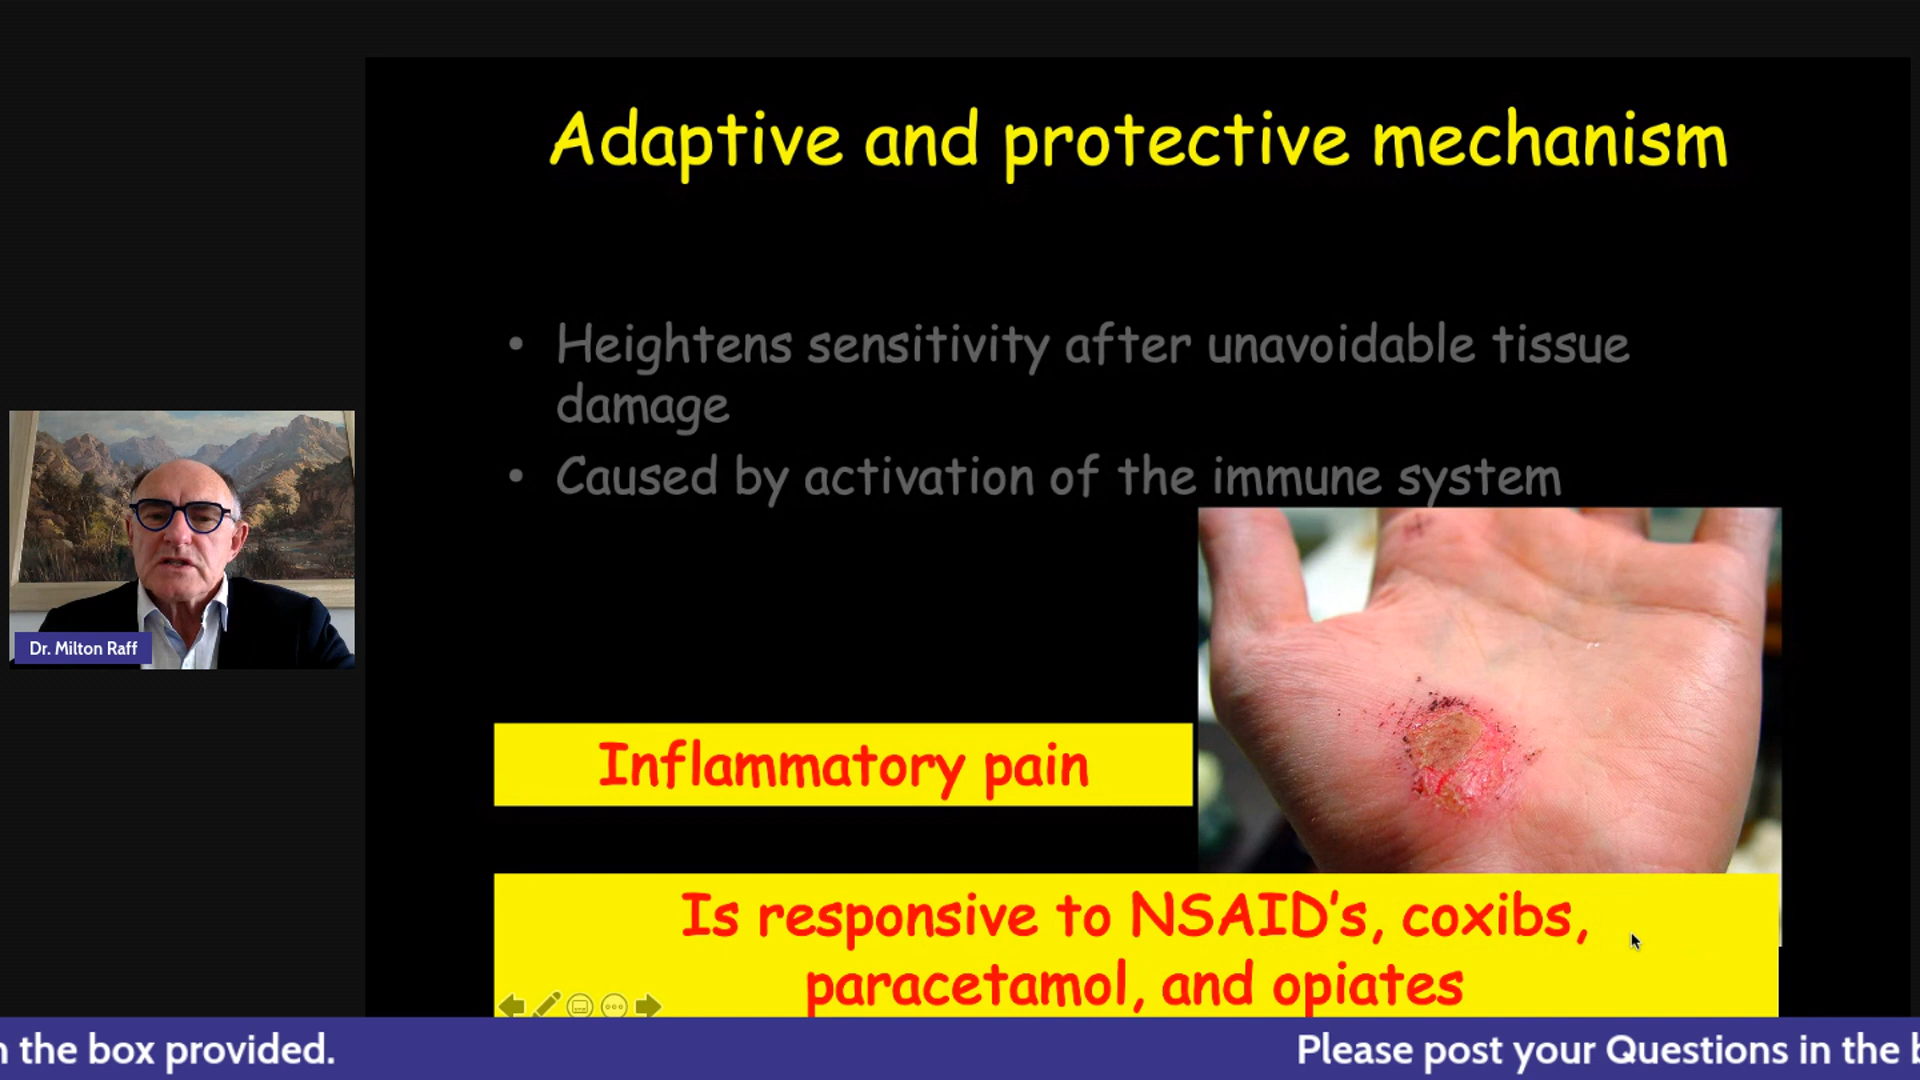 Adaptive and protective mechanism
• Heightens sensitivity after unavoidable tissue
damage
• Caused by activation of the immune system
Inflammatory pain
Is responsive to NSAID's, coxibs,
paracetamol, and opiates
Dr. Milton Raff
the box provided.
Please post your Questions in the